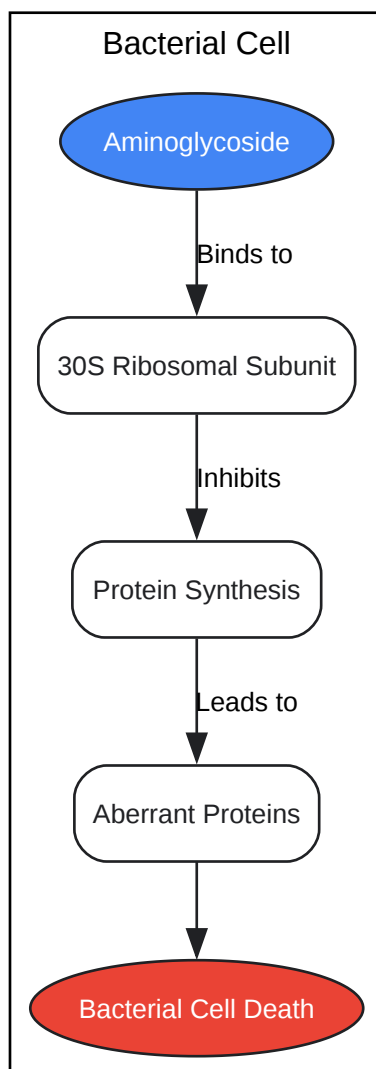 Bacterial Cell
Aminoglycoside
Binds to
30S Ribosomal Subunit
Inhibits
Protein Synthesis
Leads to
Aberrant Proteins
Bacterial Cell Death